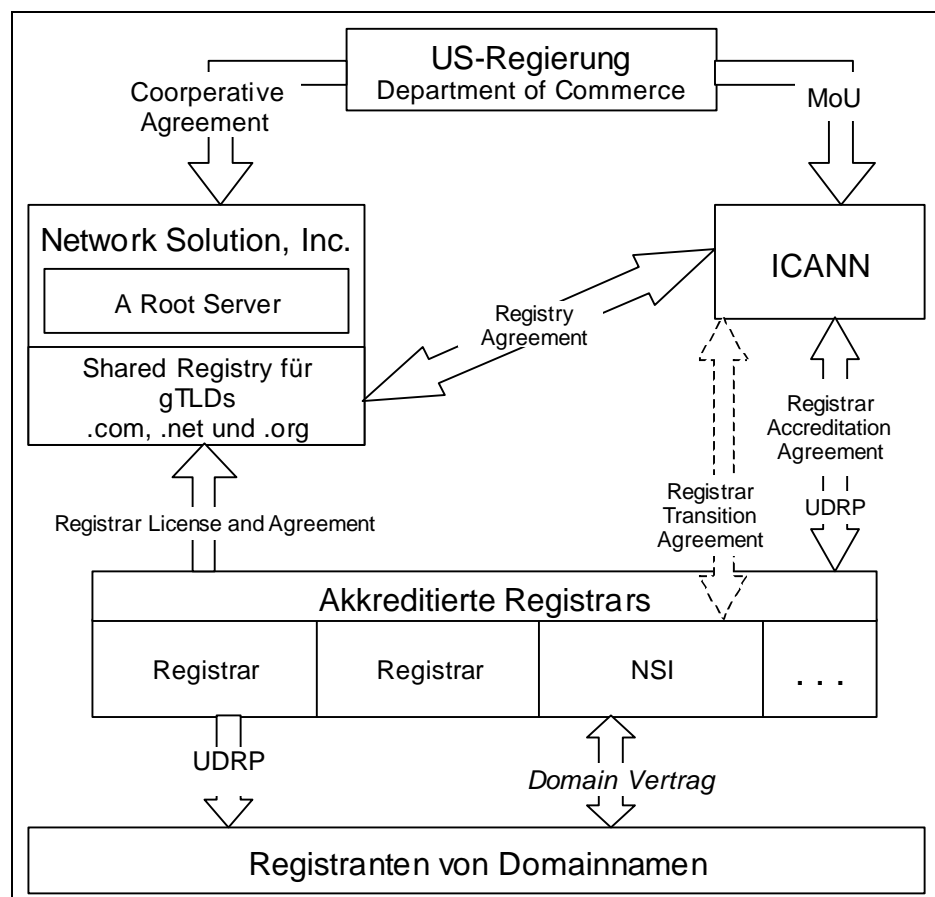 US-Regierung
Department of Commerce
Coorperative
Agreement
MoU
Network Solution, Inc.
A Root Server
Shared Registry für
gTLDs
.com, .net und .org
ICANN
Registry
Agreement
Registrar
Accreditation
Agreement
UDRP
Registrar
Transition
Agreement
Registrar License and Agreement
Akkreditierte Registrars
Registrar
Registrar
NSI
. . .
UDRP
Domain Vertrag
Registranten von Domainnamen